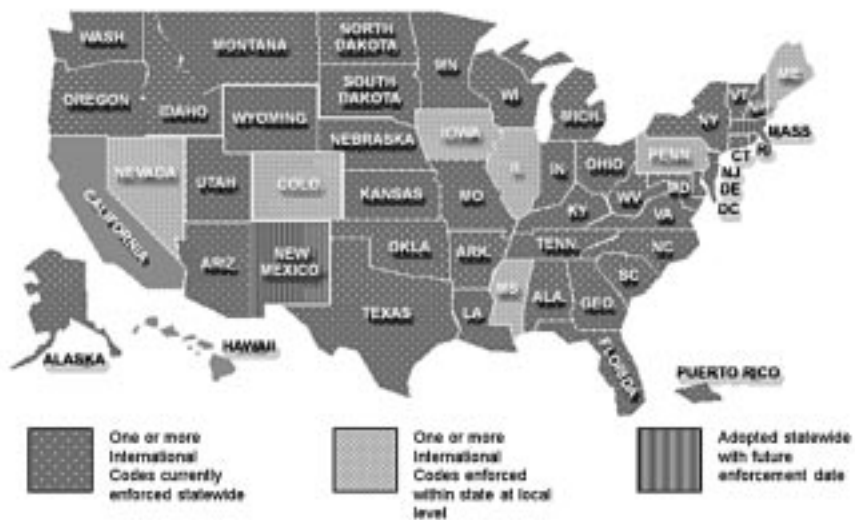 WASH.
MONTANA
NORTH
DAKOTA
MN
OREGON
IDAHO
SOUTH
DAKOTA
WI
MICH.
NY
VT
NH
ME
WYOMING
MASS
NEBRASKA
IOWA
NEVADA
UTAH
COLO
IL
IN
OHIO
PENN.
CT
RI
NJ
DE
DC
MD
KANSAS
MO
WV
VA
KY
CALIFORNIA
ARIZ.
NEW
MEXICO
OKLA
ARK.
TENN.
NC
SC
MS
ALA.
GEO.
TEXAS
LA
FLORIDA
ALASKA
HAWAII
PUERTO RICO
One or more
International
Codes currently
enforced statewide
One or more
International
Codes enforced
within state at local
level
Adopted statewide
with future
enforcement date